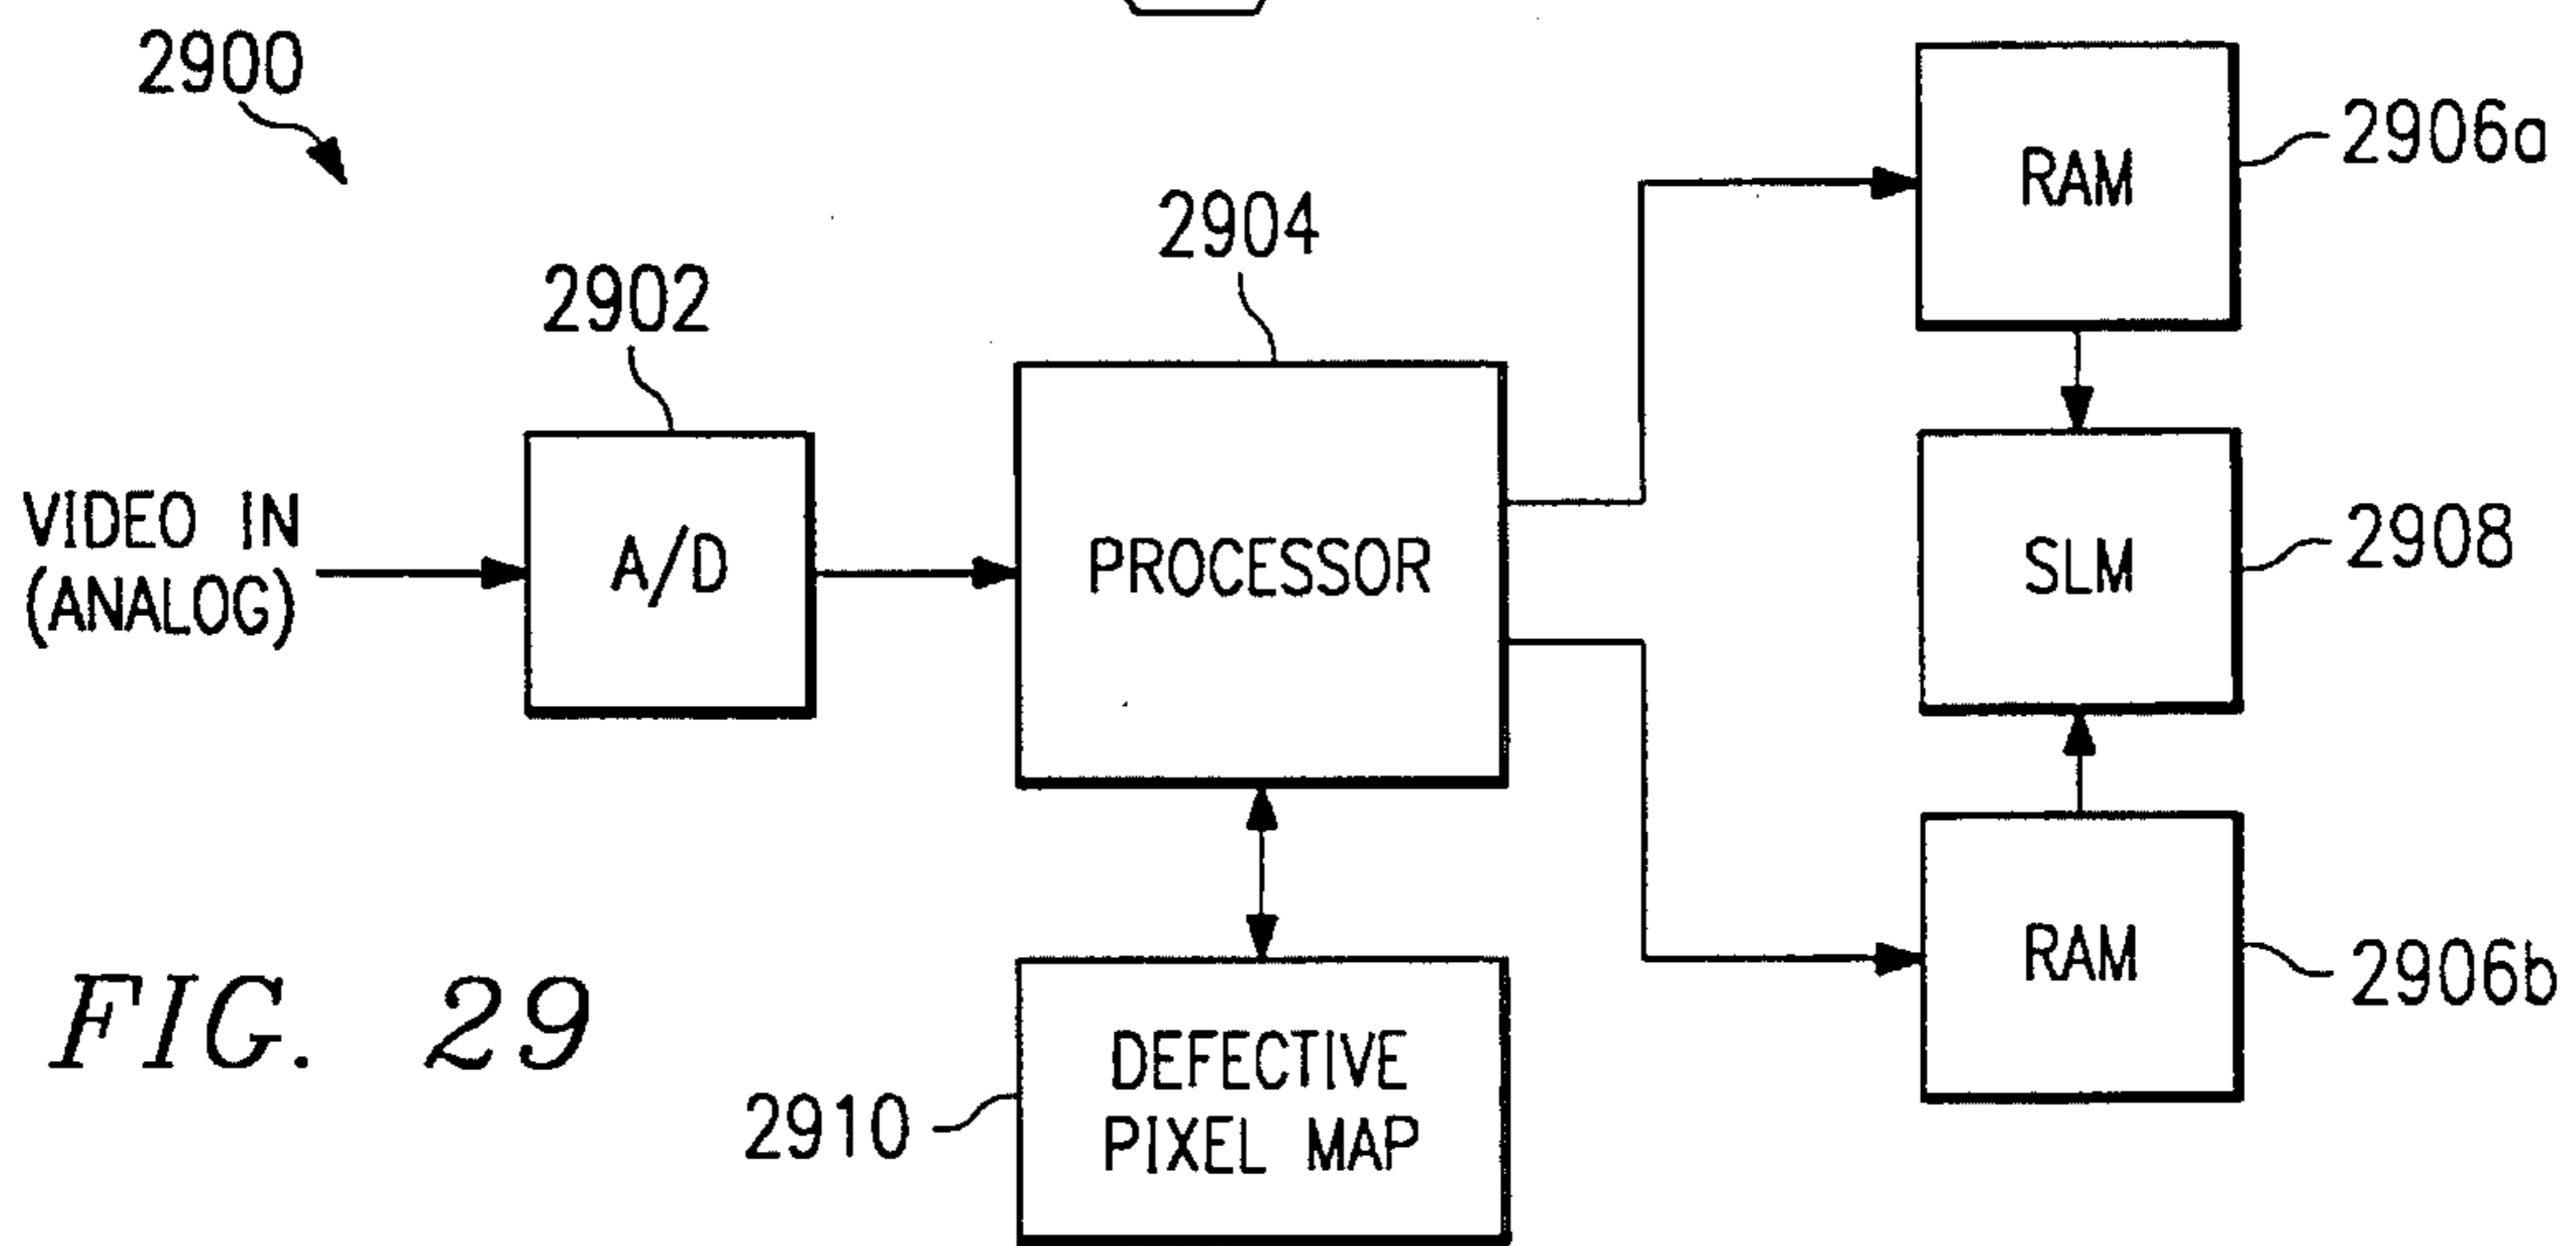 2900
2906a
RAM
2904
2902
VIDEO IN
(ANALOG)
A/D
PROCESSOR
SLM
2908
RAM
2906b
FIG. 29
2910
DEFECTIVE
PIXEL MAP